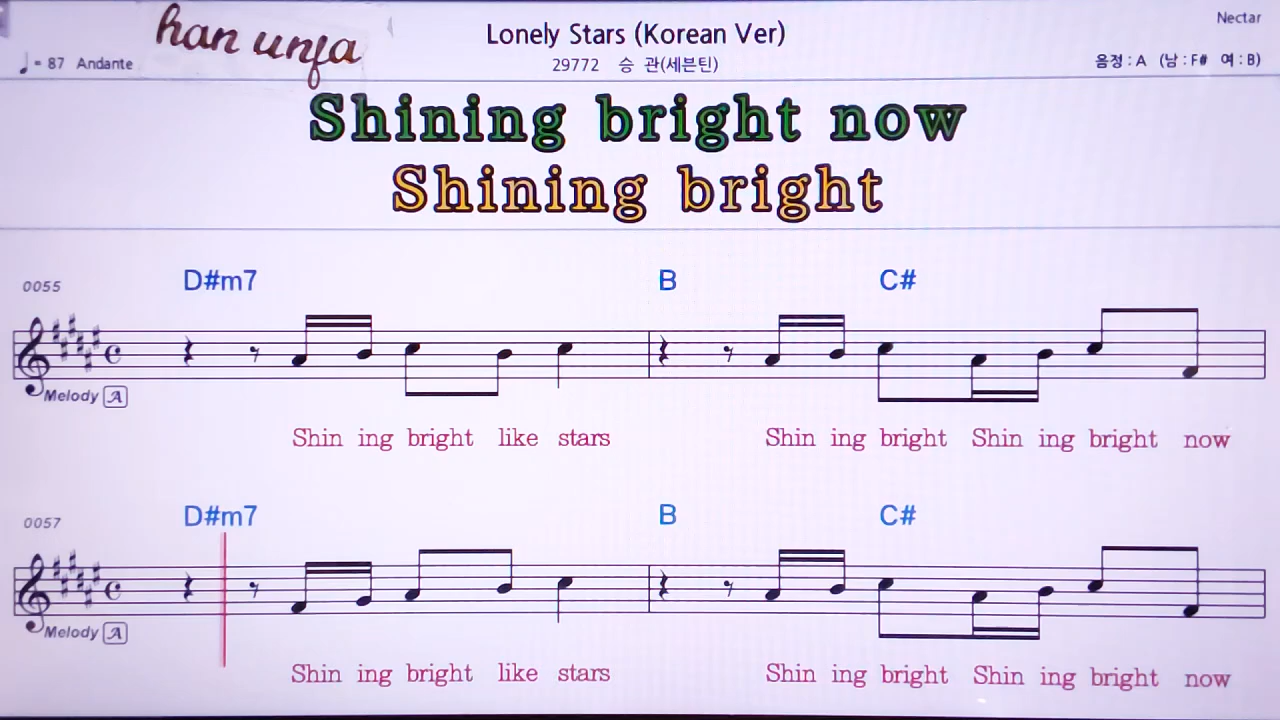 Nectar
han unja
Lonely Stars (Korean Ver)
♩= 87 Andante
29772 승 관(세븐틴)
음정 : A (남 : F# 여 : B)
Shining bright now
Shining bright
0055 D#m7 B C#
Melody A
Shin ing bright like stars Shin ing bright Shin ing bright now
0057 D#m7 B C#
Melody A
Shin ing bright like stars Shin ing bright Shin ing bright now